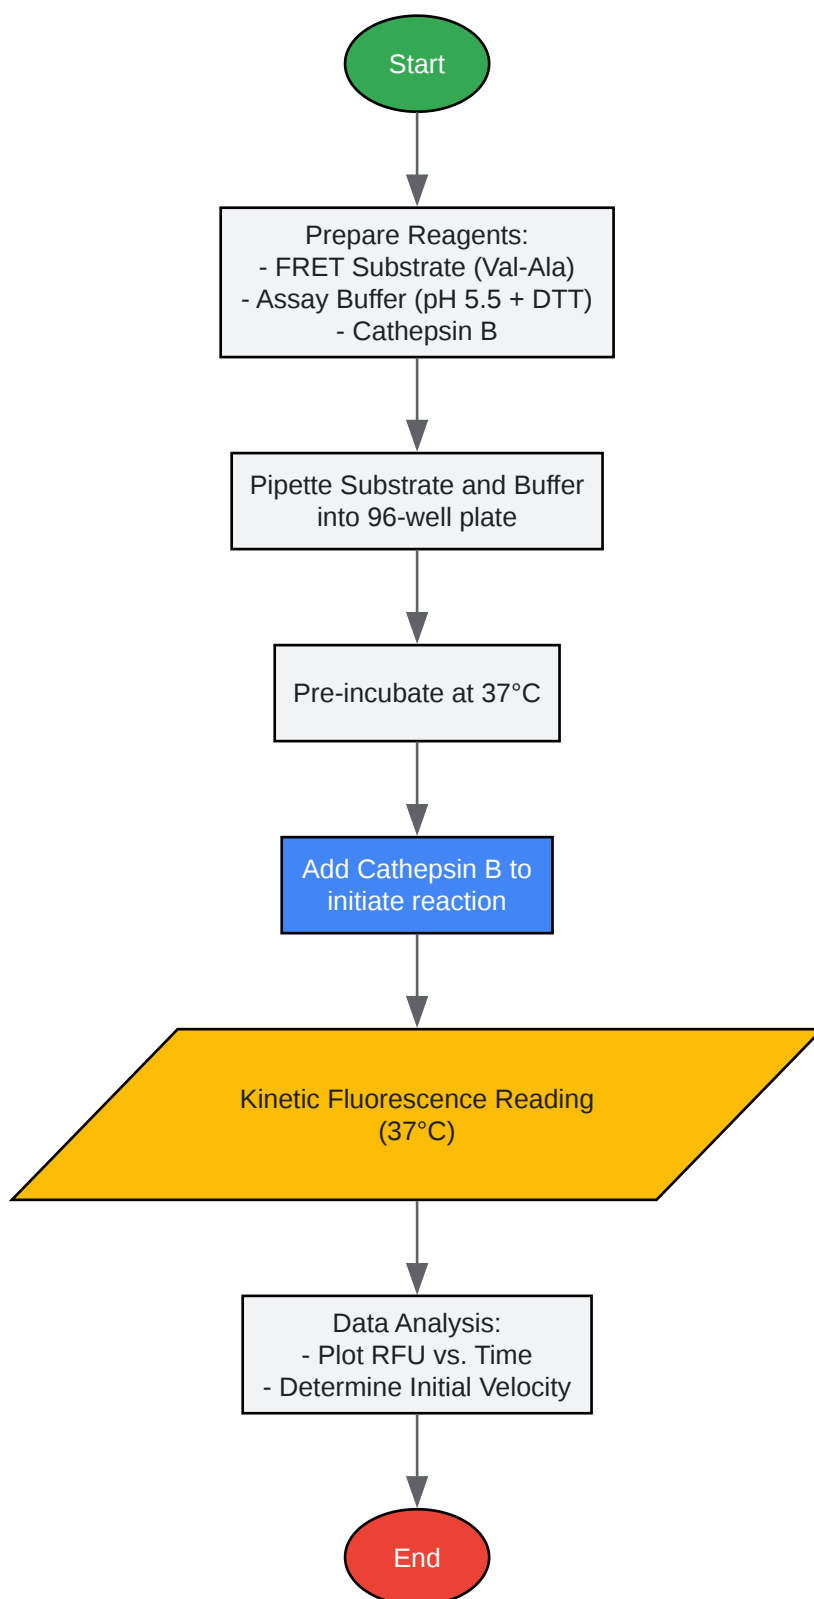 Start
Prepare Reagents:
- FRET Substrate (Val-Ala)
- Assay Buffer (pH 5.5 + DTT)
- Cathepsin B
Pipette Substrate and Buffer
into 96-well plate
Pre-incubate at 37°C
Add Cathepsin B to
initiate reaction
Kinetic Fluorescence Reading
(37°C)
Data Analysis:
- Plot RFU vs. Time
- Determine Initial Velocity
End